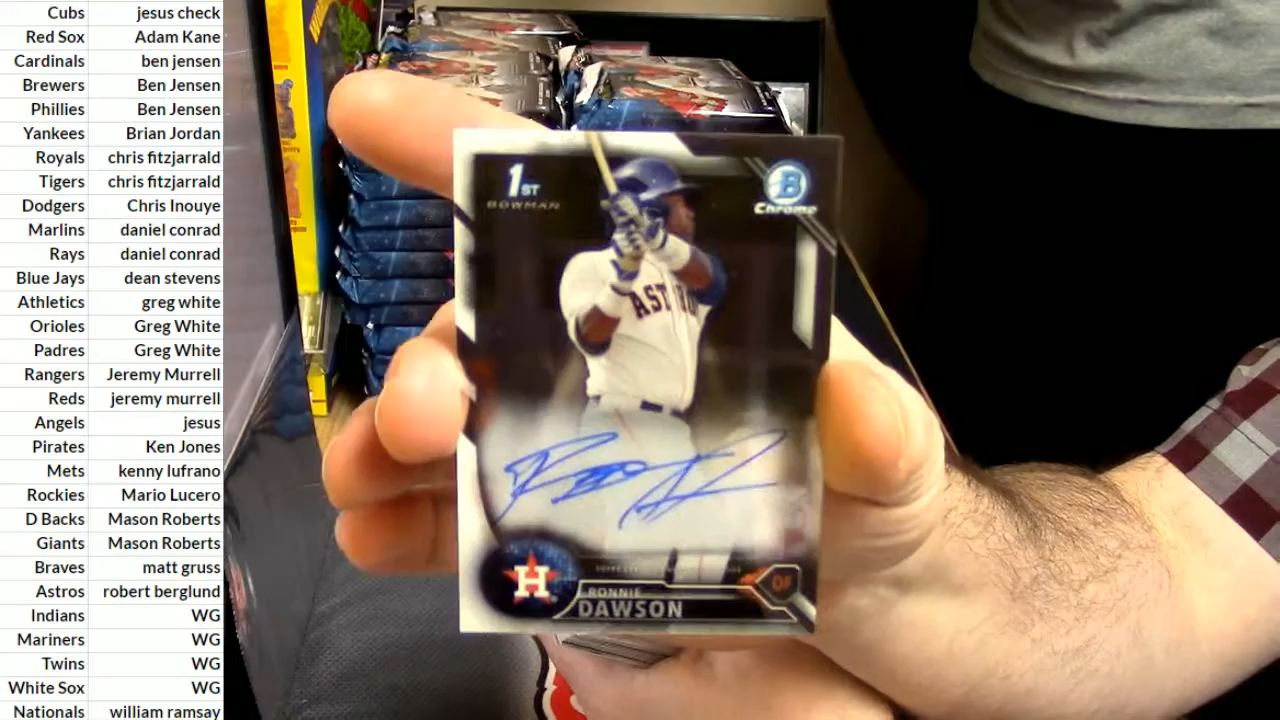 Cubs jesus check
Red Sox Adam Kane
Cardinals ben jensen
Brewers Ben Jensen
Phillies Ben Jensen
Yankees Brian Jordan
Royals chris fitzjarrald
Tigers chris fitzjarrald
Dodgers Chris Inouye
Marlins daniel conrad
Rays daniel conrad
Blue Jays dean stevens
Athletics greg white
Orioles Greg White
Padres Greg White
Rangers Jeremy Murrell
Reds jeremy murrell
Angels jesus
Pirates Ken Jones
Mets kenny lufrano
Rockies Mario Lucero
D Backs Mason Roberts
Giants Mason Roberts
Braves matt gruss
Astros robert berglund
Indians WG
Mariners WG
Twins WG
White Sox WG
Nationals william ramsay
1ST
BOWMAN
B
Chrome
H
RONNIE
DAWSON
OF